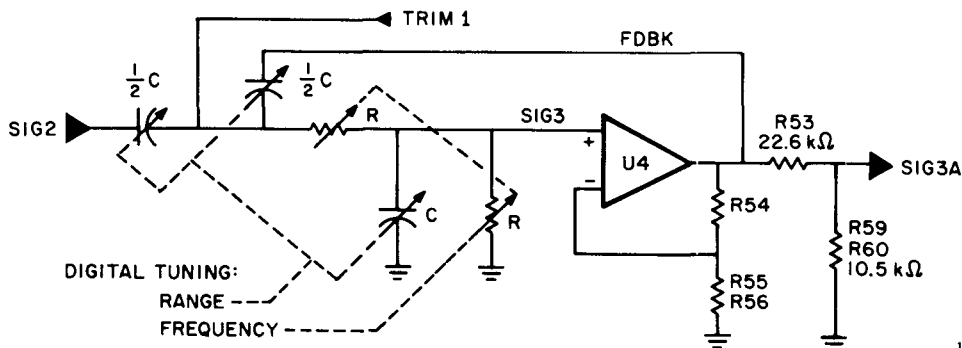 TRIM 1
FDBK
1/2 C
1/2 C
SIG2
R
SIG3
+
−
U4
R53
22.6 kΩ
SIG3A
R54
C
R
R59
R60
10.5 kΩ
R55
R56
DIGITAL TUNING:
RANGE
FREQUENCY